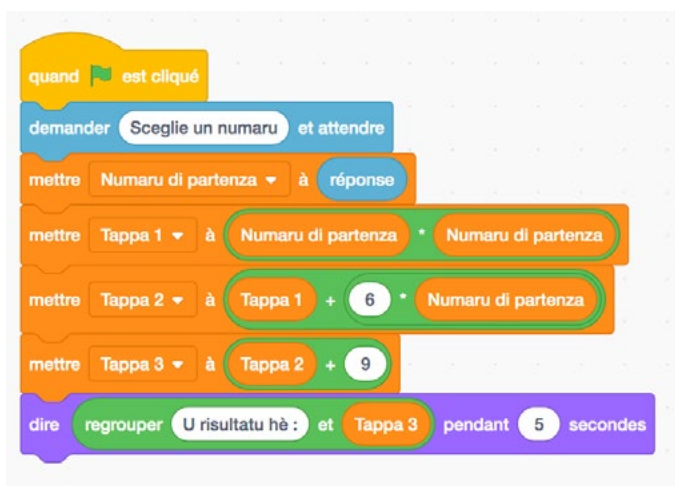 quand est cliqué
demander Sceglie un numaru et attendre
mettre Numaru di partenza à réponse
mettre Tappa 1 à Numaru di partenza * Numaru di partenza
mettre Tappa 2 à Tappa 1 + 6 * Numaru di partenza
mettre Tappa 3 à Tappa 2 + 9
dire regrouper U risultatu hè : et Tappa 3 pendant 5 secondes